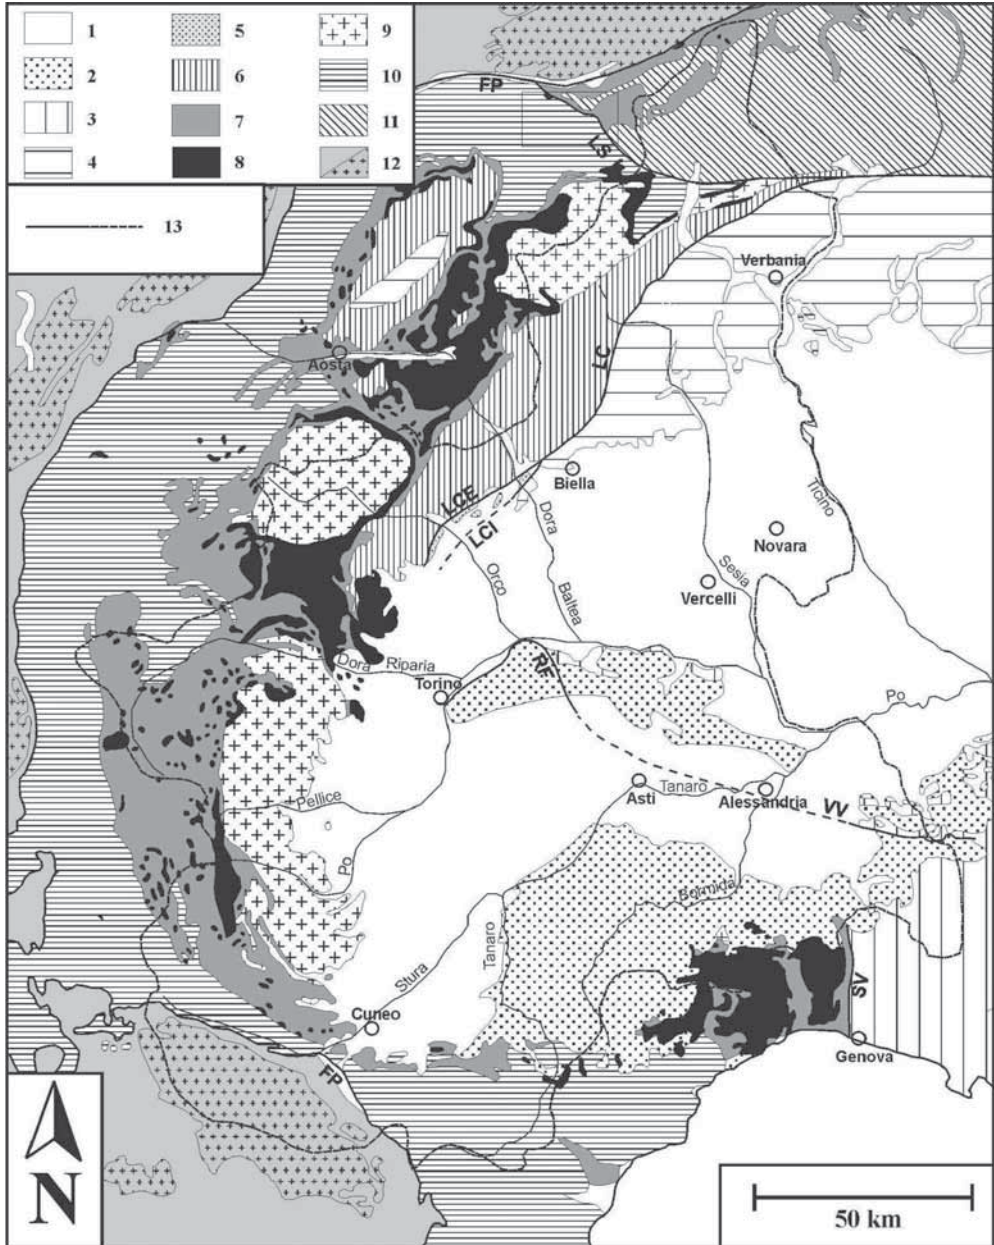 1 5 9
2 6 10
3 7 11
4 8 12
13
FP
LS
Verbania
LC
Aosta
Biella
LCE
LCI
Dora
Baltea
Orco
Ticino
Novara
Sesia
Vercelli
Dora Riparia
RF
Torino
Po
Asti
Tanaro
Alessandria
VV
Pellice
Po
Bormida
Tanaro
Stura
SV
Cuneo
Genova
FP
N
50 km